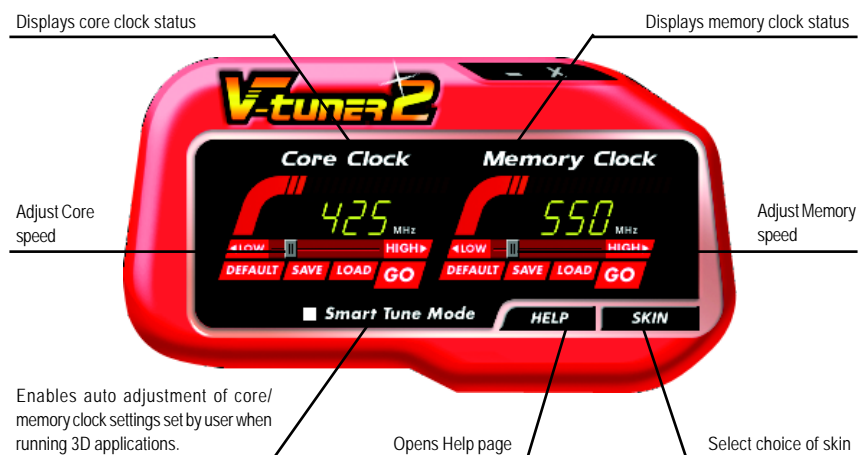 Displays core clock status
Displays memory clock status
V-TUNER 2
Core Clock
Memory Clock
425 MHz
550 MHz
Adjust Core
speed
Adjust Memory
speed
◄LOW HIGH►
◄LOW HIGH►
DEFAULT SAVE LOAD GO
DEFAULT SAVE LOAD GO
Smart Tune Mode
HELP
SKIN
Enables auto adjustment of core/
memory clock settings set by user when
running 3D applications.
Opens Help page
Select choice of skin